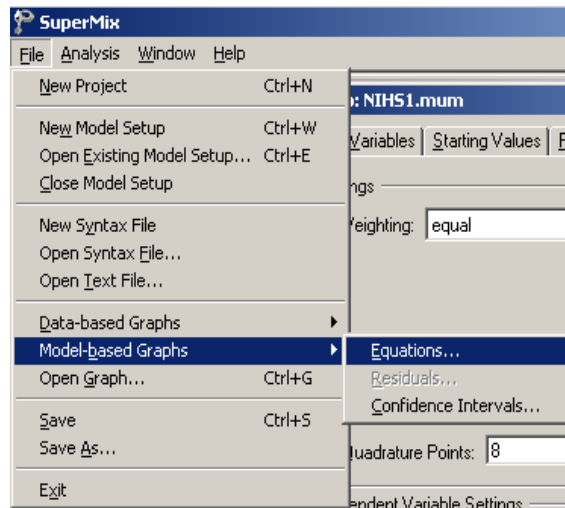 SuperMix
File Analysis Window Help
New Project Ctrl+N
New Model Setup Ctrl+W
Open Existing Model Setup... Ctrl+E
Close Model Setup
New Syntax File
Open Syntax File...
Open Text File...
Data-based Graphs
Model-based Graphs
Open Graph... Ctrl+G
Save Ctrl+S
Save As...
Exit
Equations...
Residuals...
Confidence Intervals...
: NIHS1.mum
Variables Starting Values
ngs
eighting: equal
uadrature Points: 8
endent Variable Settings